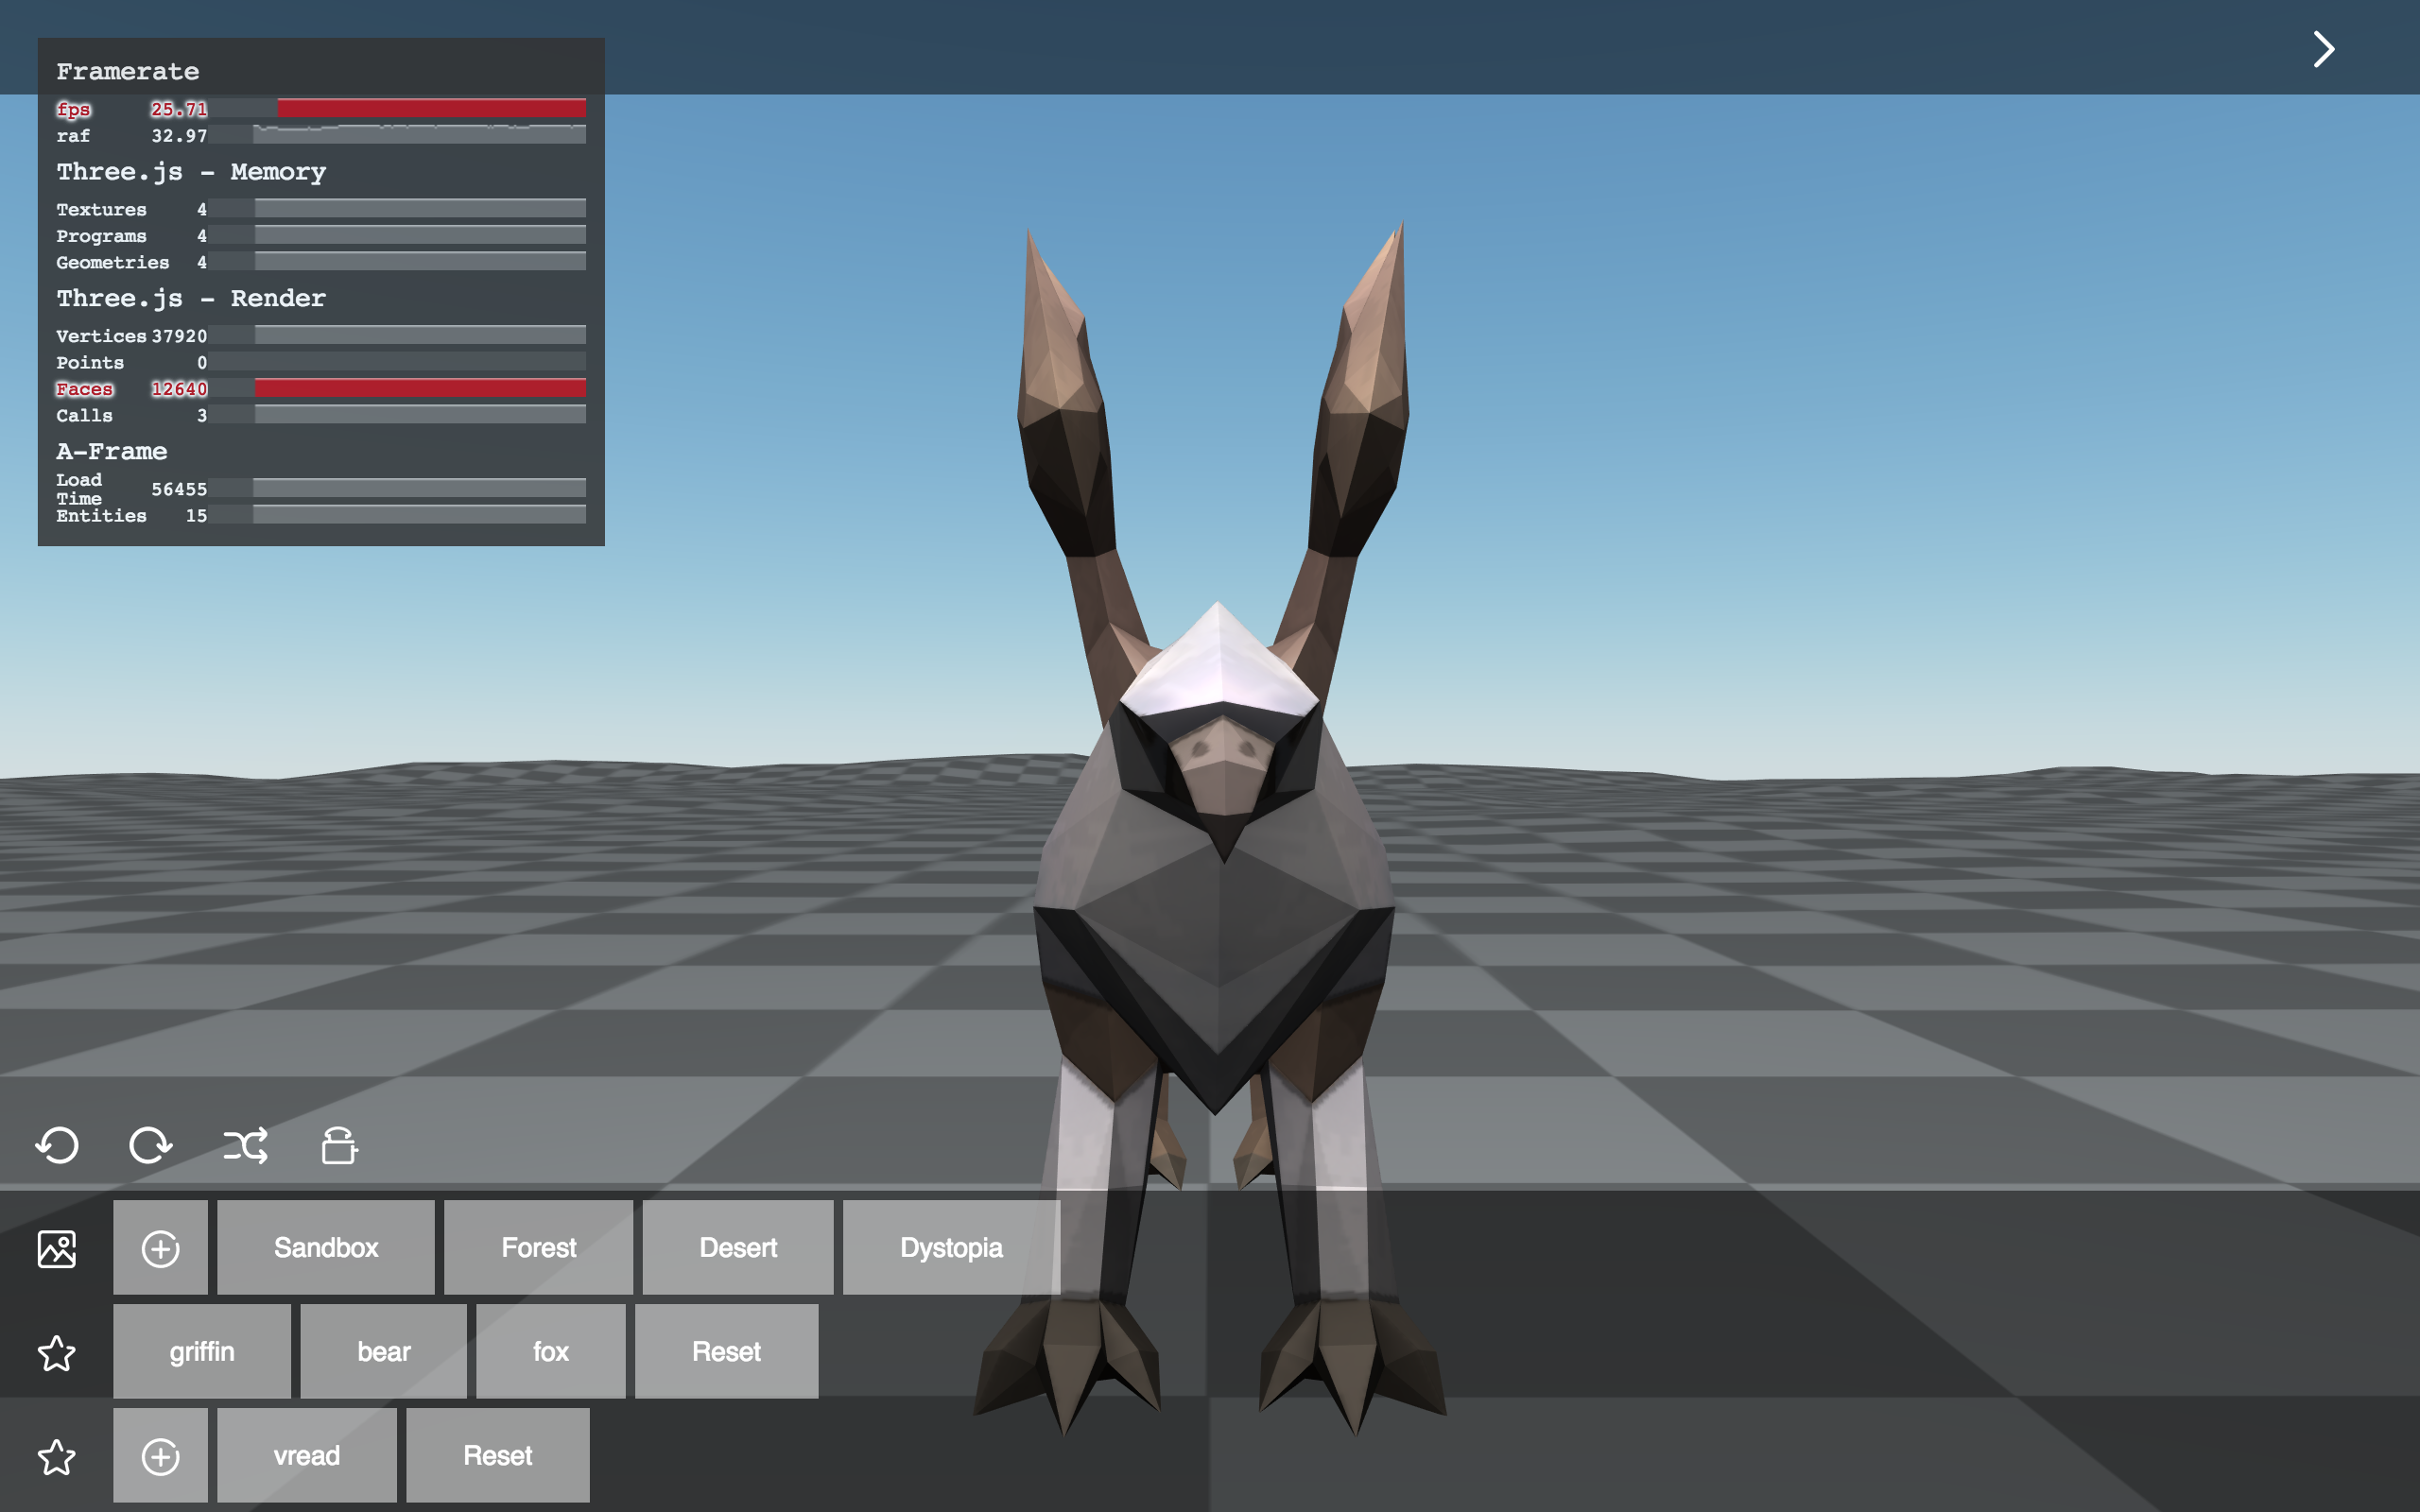 Framerate
fps 25.71
raf 32.97
Three.js - Memory
Textures 4
Programs 4
Geometries 4
Three.js - Render
Vertices 37920
Points 0
Faces 12640
Calls 3
A-Frame
Load Time 56455
Entities 15
Sandbox Forest Desert Dystopia
griffin bear fox Reset
vread Reset